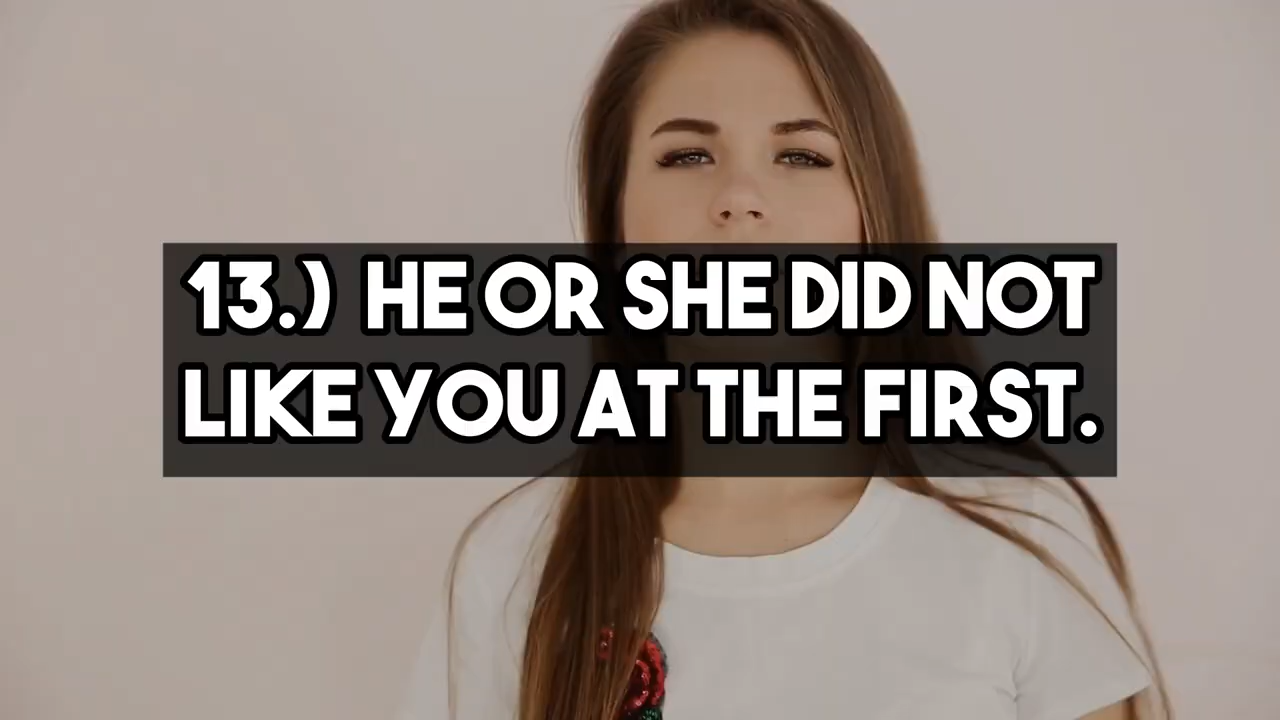 13.) HE OR SHE DID NOT
LIKE YOU AT THE FIRST.